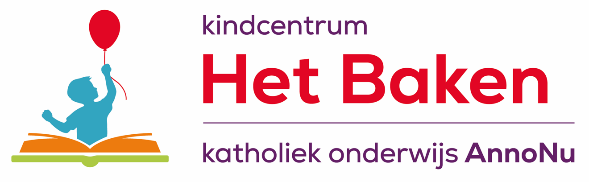 kindcentrum
Het Baken
katholiek onderwijs AnnoNu